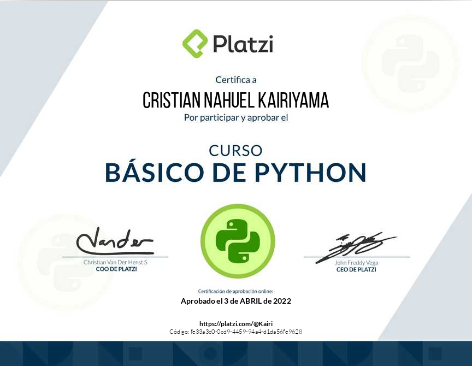 Platzi
Certifica a
CRISTIAN NAHUEL KAIRIYAMA
Por participar y aprobar el
CURSO
BÁSICO DE PYTHON
Christian Van Der Henst S
COO DE PLATZI
John Freddy Vega
CEO DE PLATZI
Certificación de aprobación online:
Aprobado el 3 de ABRIL de 2022
https://platzi.com/@Kairi
Código: